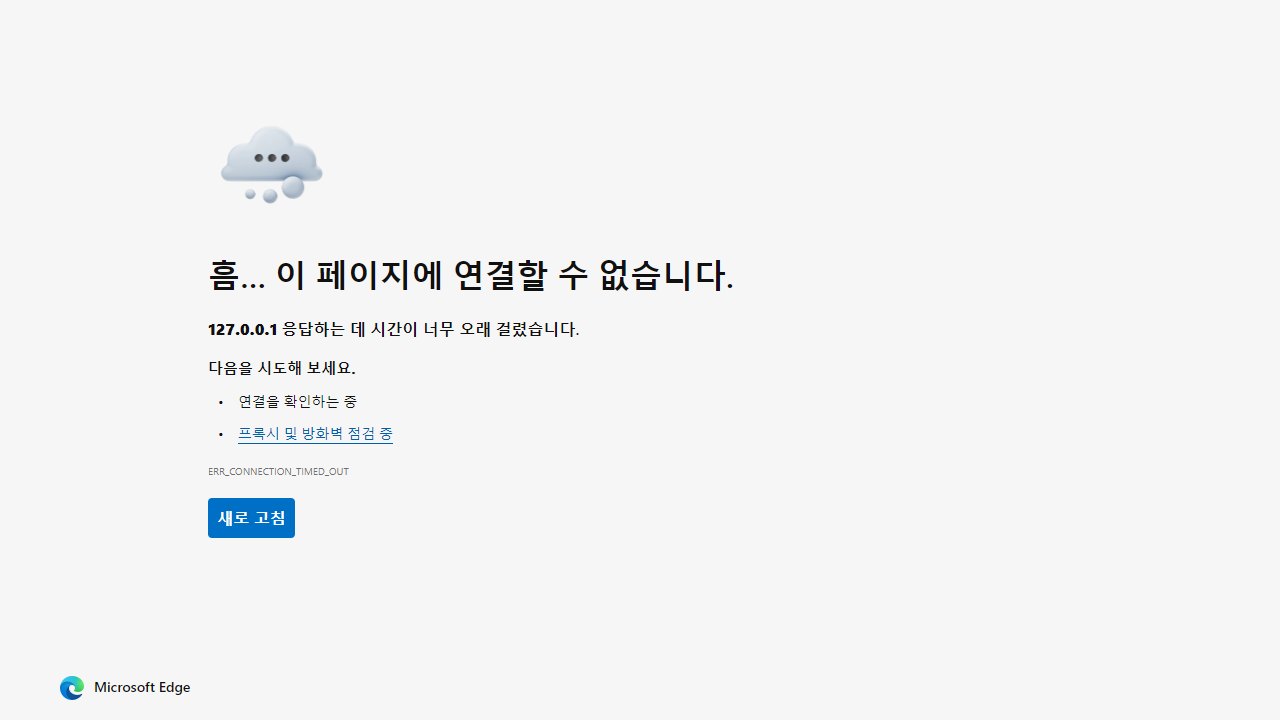 흠... 이 페이지에 연결할 수 없습니다.
127.0.0.1 응답하는 데 시간이 너무 오래 걸렸습니다.
다음을 시도해 보세요.
• 연결을 확인하는 중
• 프록시 및 방화벽 점검 중
ERR_CONNECTION_TIMED_OUT
새로 고침
Microsoft Edge